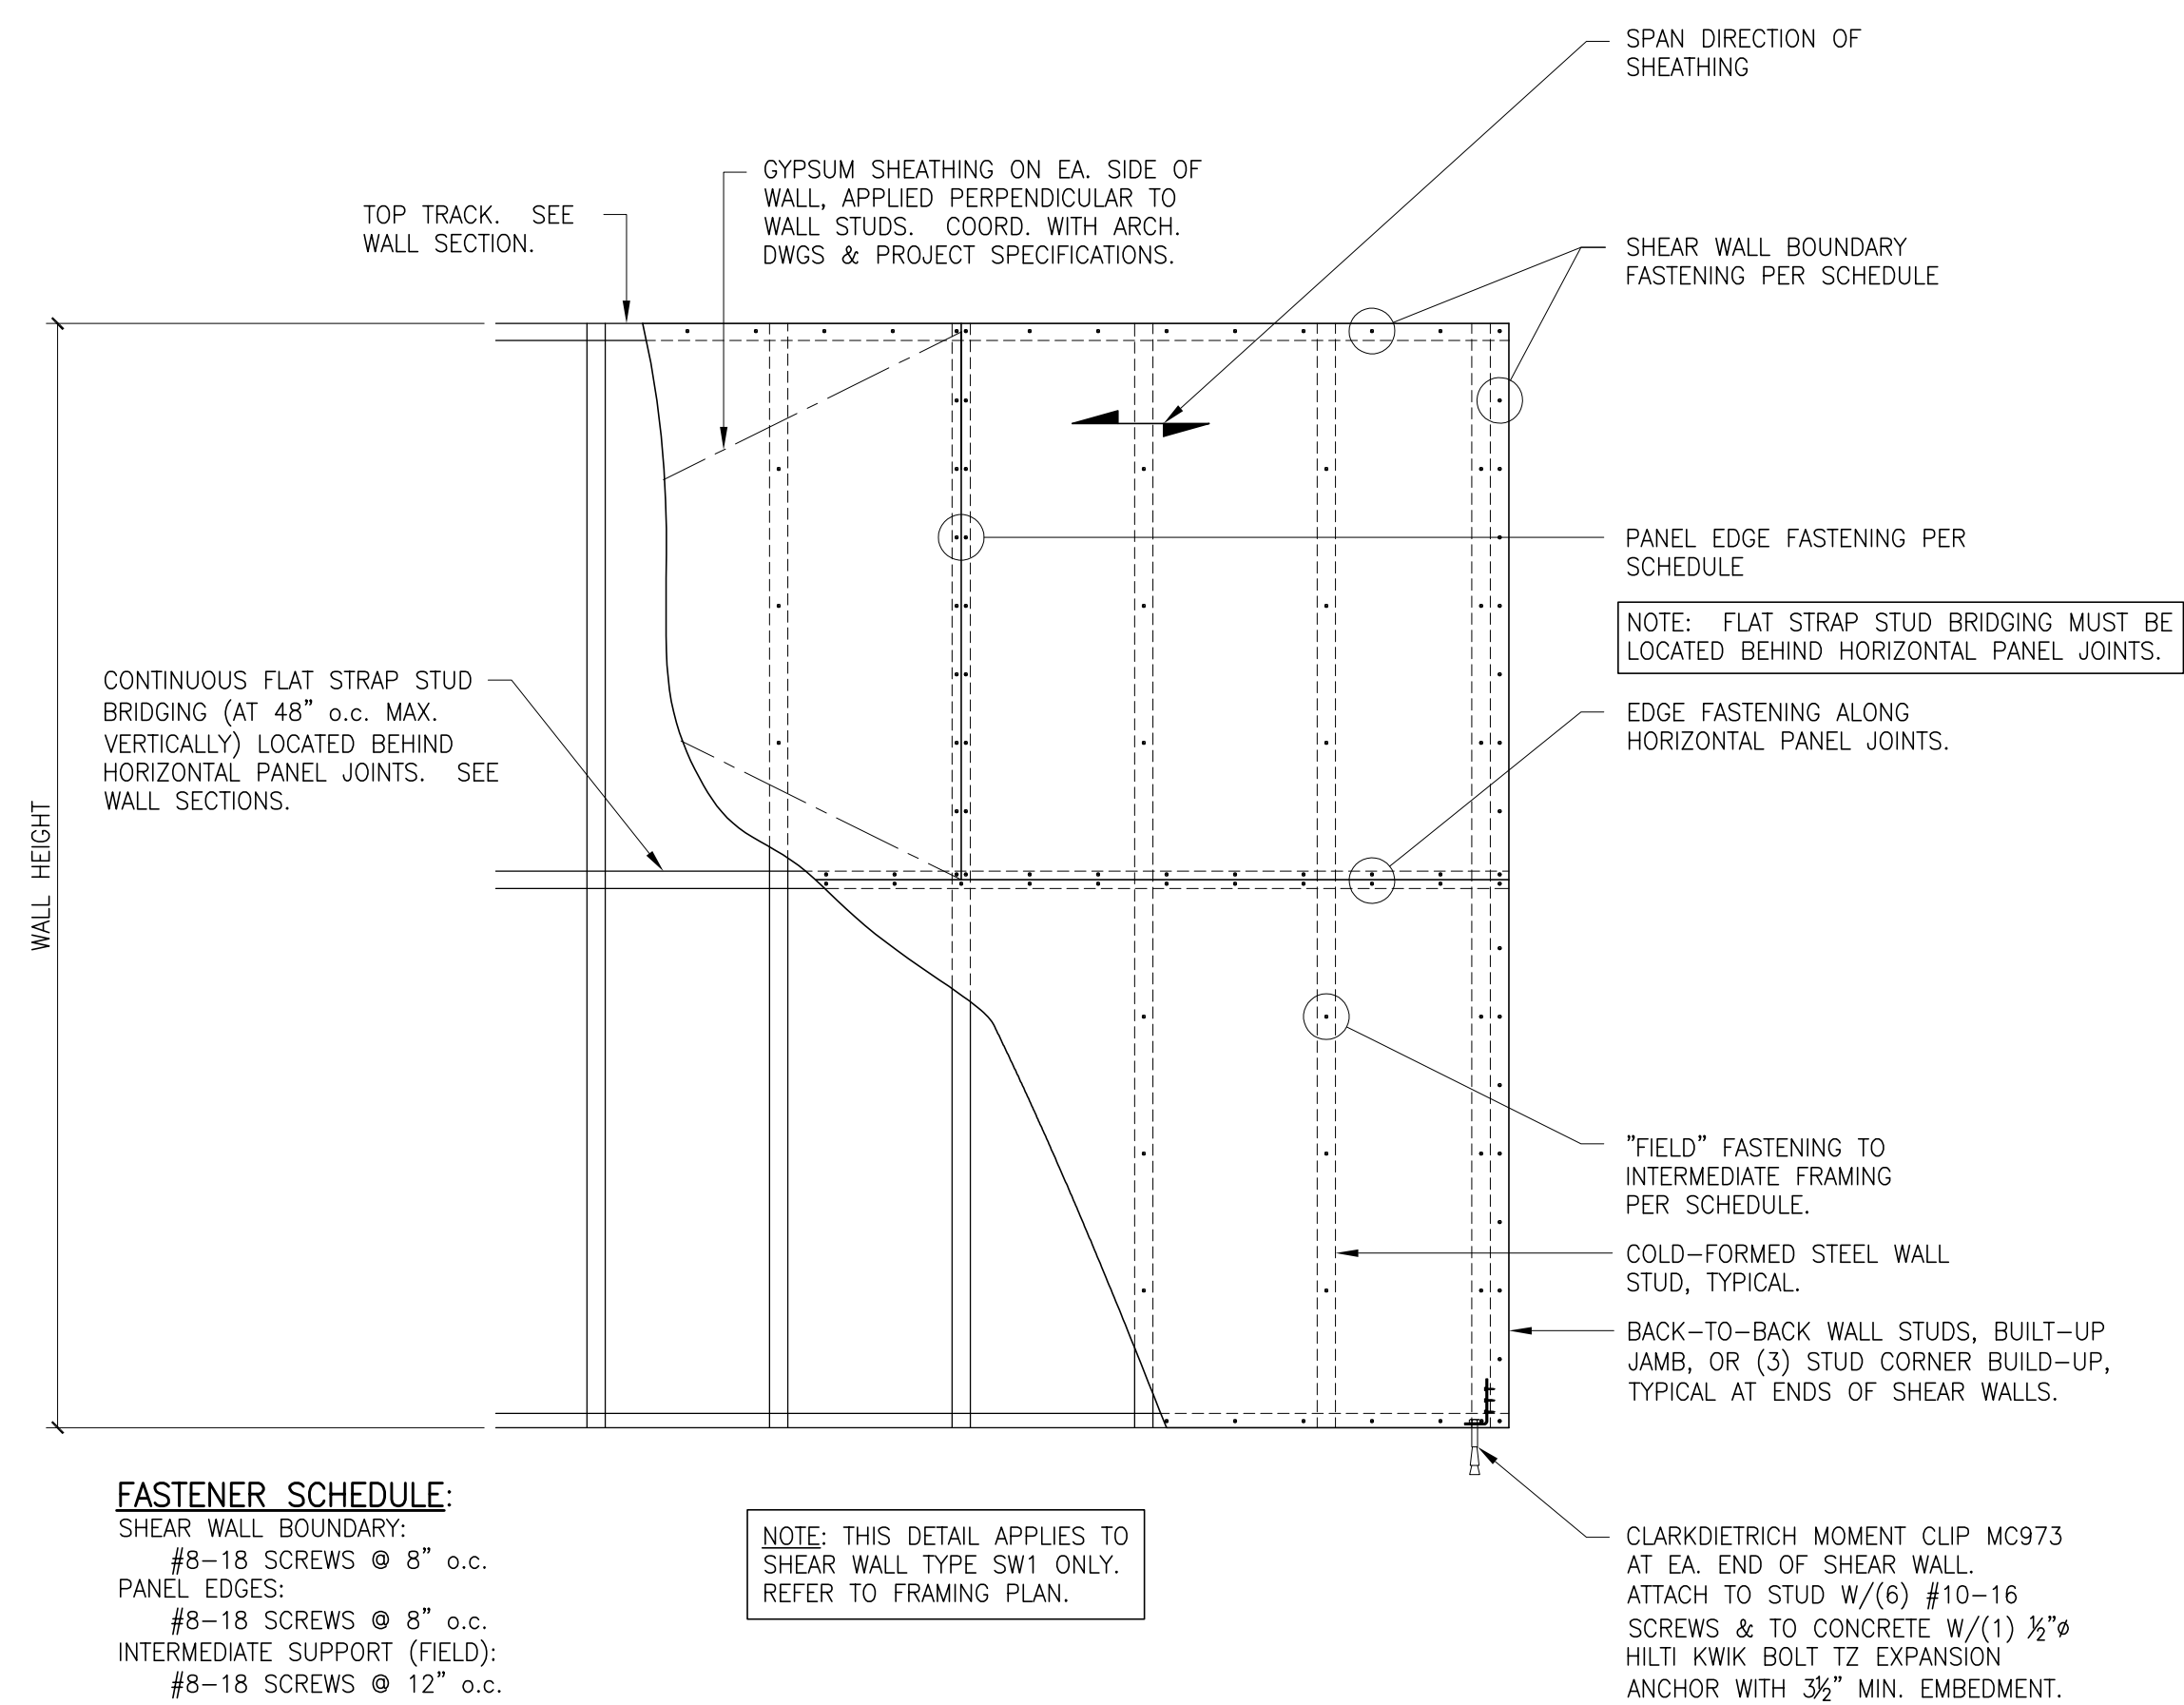 SPAN DIRECTION OF
SHEATHING
GYPSUM SHEATHING ON EA. SIDE OF
WALL, APPLIED PERPENDICULAR TO
WALL STUDS. COORD. WITH ARCH.
DWGS & PROJECT SPECIFICATIONS.
TOP TRACK. SEE
WALL SECTION.
SHEAR WALL BOUNDARY
FASTENING PER SCHEDULE
PANEL EDGE FASTENING PER
SCHEDULE
NOTE: FLAT STRAP STUD BRIDGING MUST BE
LOCATED BEHIND HORIZONTAL PANEL JOINTS.
CONTINUOUS FLAT STRAP STUD
BRIDGING (AT 48" o.c. MAX.
VERTICALLY) LOCATED BEHIND
HORIZONTAL PANEL JOINTS. SEE
WALL SECTIONS.
EDGE FASTENING ALONG
HORIZONTAL PANEL JOINTS.
WALL HEIGHT
"FIELD" FASTENING TO
INTERMEDIATE FRAMING
PER SCHEDULE.
COLD-FORMED STEEL WALL
STUD, TYPICAL.
BACK-TO-BACK WALL STUDS, BUILT-UP
JAMB, OR (3) STUD CORNER BUILD-UP,
TYPICAL AT ENDS OF SHEAR WALLS.
FASTENER SCHEDULE:
SHEAR WALL BOUNDARY:
#8-18 SCREWS @ 8" o.c.
PANEL EDGES:
#8-18 SCREWS @ 8" o.c.
INTERMEDIATE SUPPORT (FIELD):
#8-18 SCREWS @ 12" o.c.
NOTE: THIS DETAIL APPLIES TO
SHEAR WALL TYPE SW1 ONLY.
REFER TO FRAMING PLAN.
CLARKDIETRICH MOMENT CLIP MC973
AT EA. END OF SHEAR WALL.
ATTACH TO STUD W/(6) #10-16
SCREWS & TO CONCRETE W/(1) ½"ø
HILTI KWIK BOLT TZ EXPANSION
ANCHOR WITH 3½" MIN. EMBEDMENT.